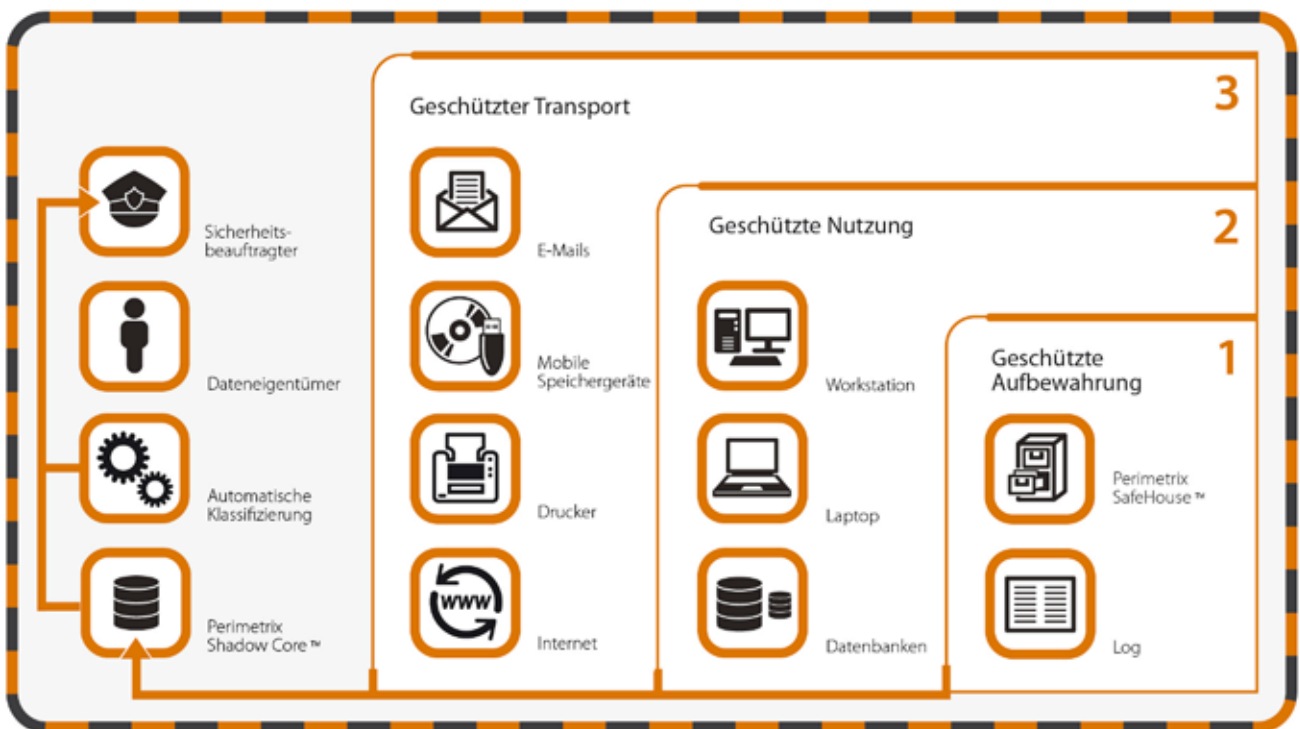 3
Geschützter Transport
2
Geschützte Nutzung
1
Geschützte
Aufbewahrung
Sicherheits-
beauftragter
Dateneigentümer
Automatische
Klassifizierung
Perimetrix
Shadow Core™
E-Mails
Mobile
Speichergeräte
Drucker
www
Internet
Workstation
Laptop
Datenbanken
Perimetrix
SafeHouse™
Log